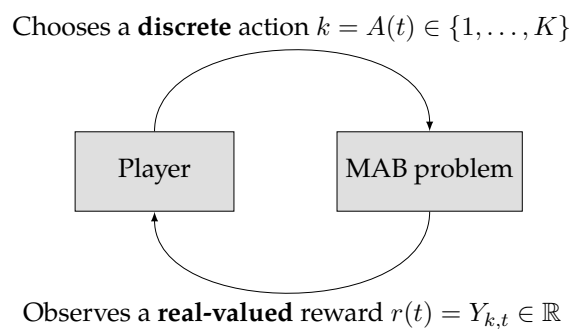 Chooses a discrete action k = A(t) ∈ {1, . . . , K}
Player
MAB problem
Observes a real-valued reward r(t) = Y_{k,t} ∈ ℝ